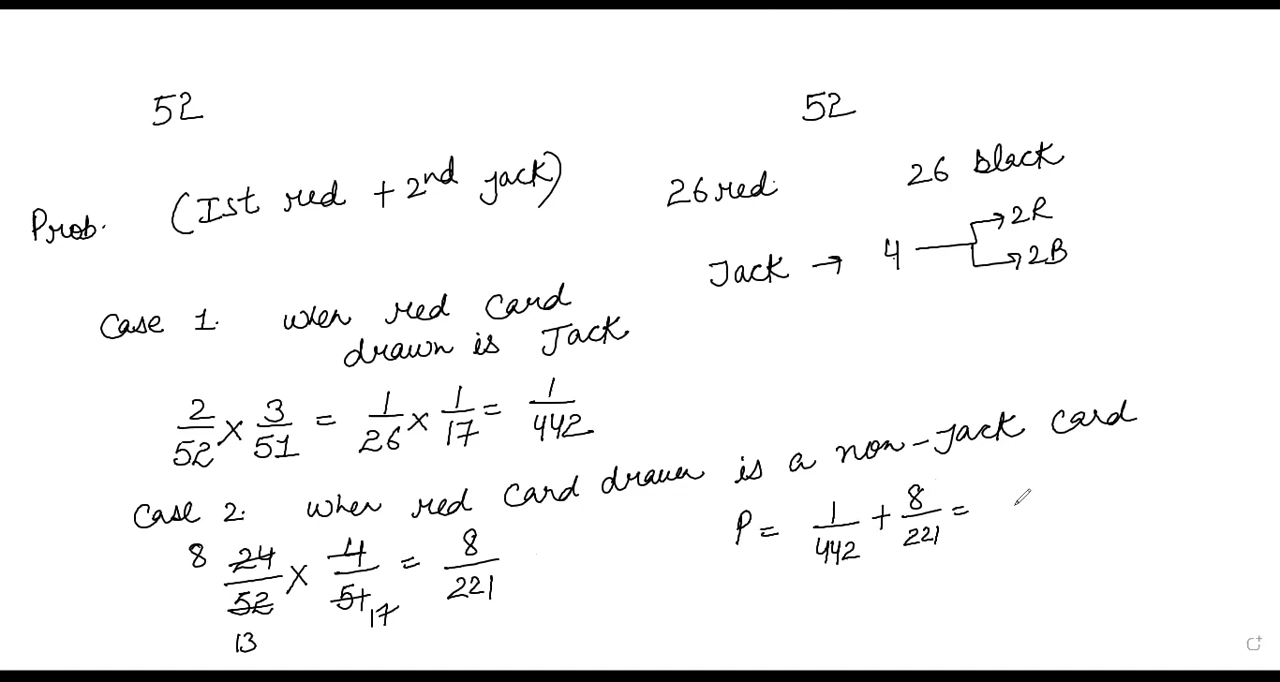 52
52
Prob. (Ist red + 2nd jack)
26 red
26 black
Jack → 4 → 2R
→ 2B
Case 1. when red card
drawn is Jack
2/52 × 3/51 = 1/26 × 1/17 = 1/442
Case 2. when red card drawn is a non-Jack card
8 24/52 × 4/51 = 8/221
17
13
P = 1/442 + 8/221 =